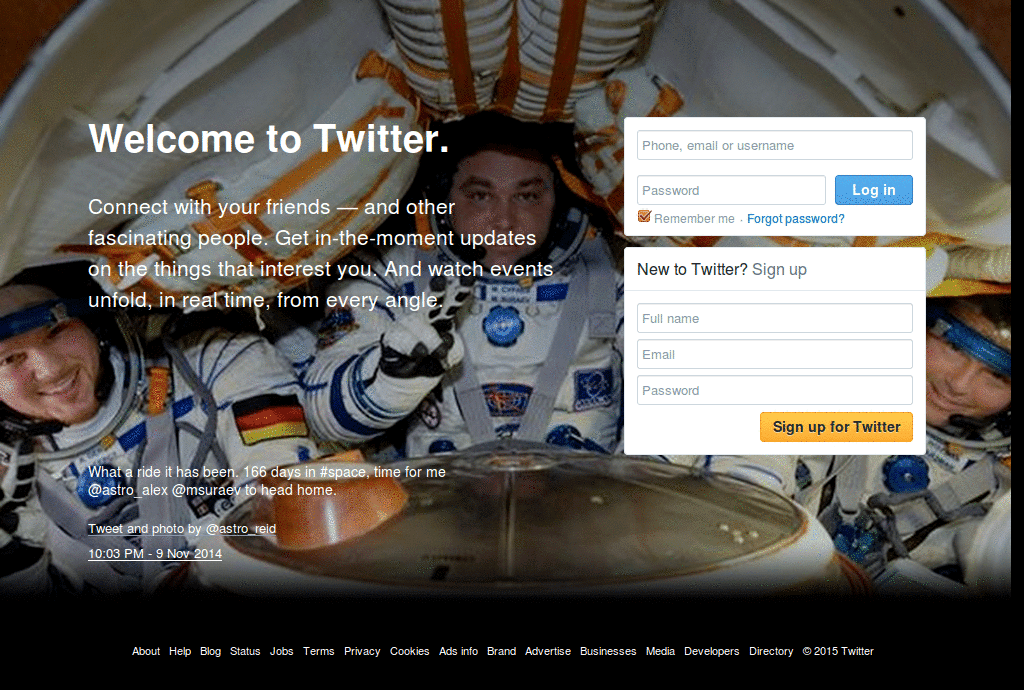 Welcome to Twitter.
Connect with your friends — and other
fascinating people. Get in-the-moment updates
on the things that interest you. And watch events
unfold, in real time, from every angle.
What a ride it has been. 166 days in #space, time for me
@astro_alex @msuraev to head home.
Tweet and photo by @astro_reid
10:03 PM - 9 Nov 2014
Phone, email or username
Password
Log in
Remember me · Forgot password?
New to Twitter? Sign up
Full name
Email
Password
Sign up for Twitter
About Help Blog Status Jobs Terms Privacy Cookies Ads info Brand Advertise Businesses Media Developers Directory © 2015 Twitter